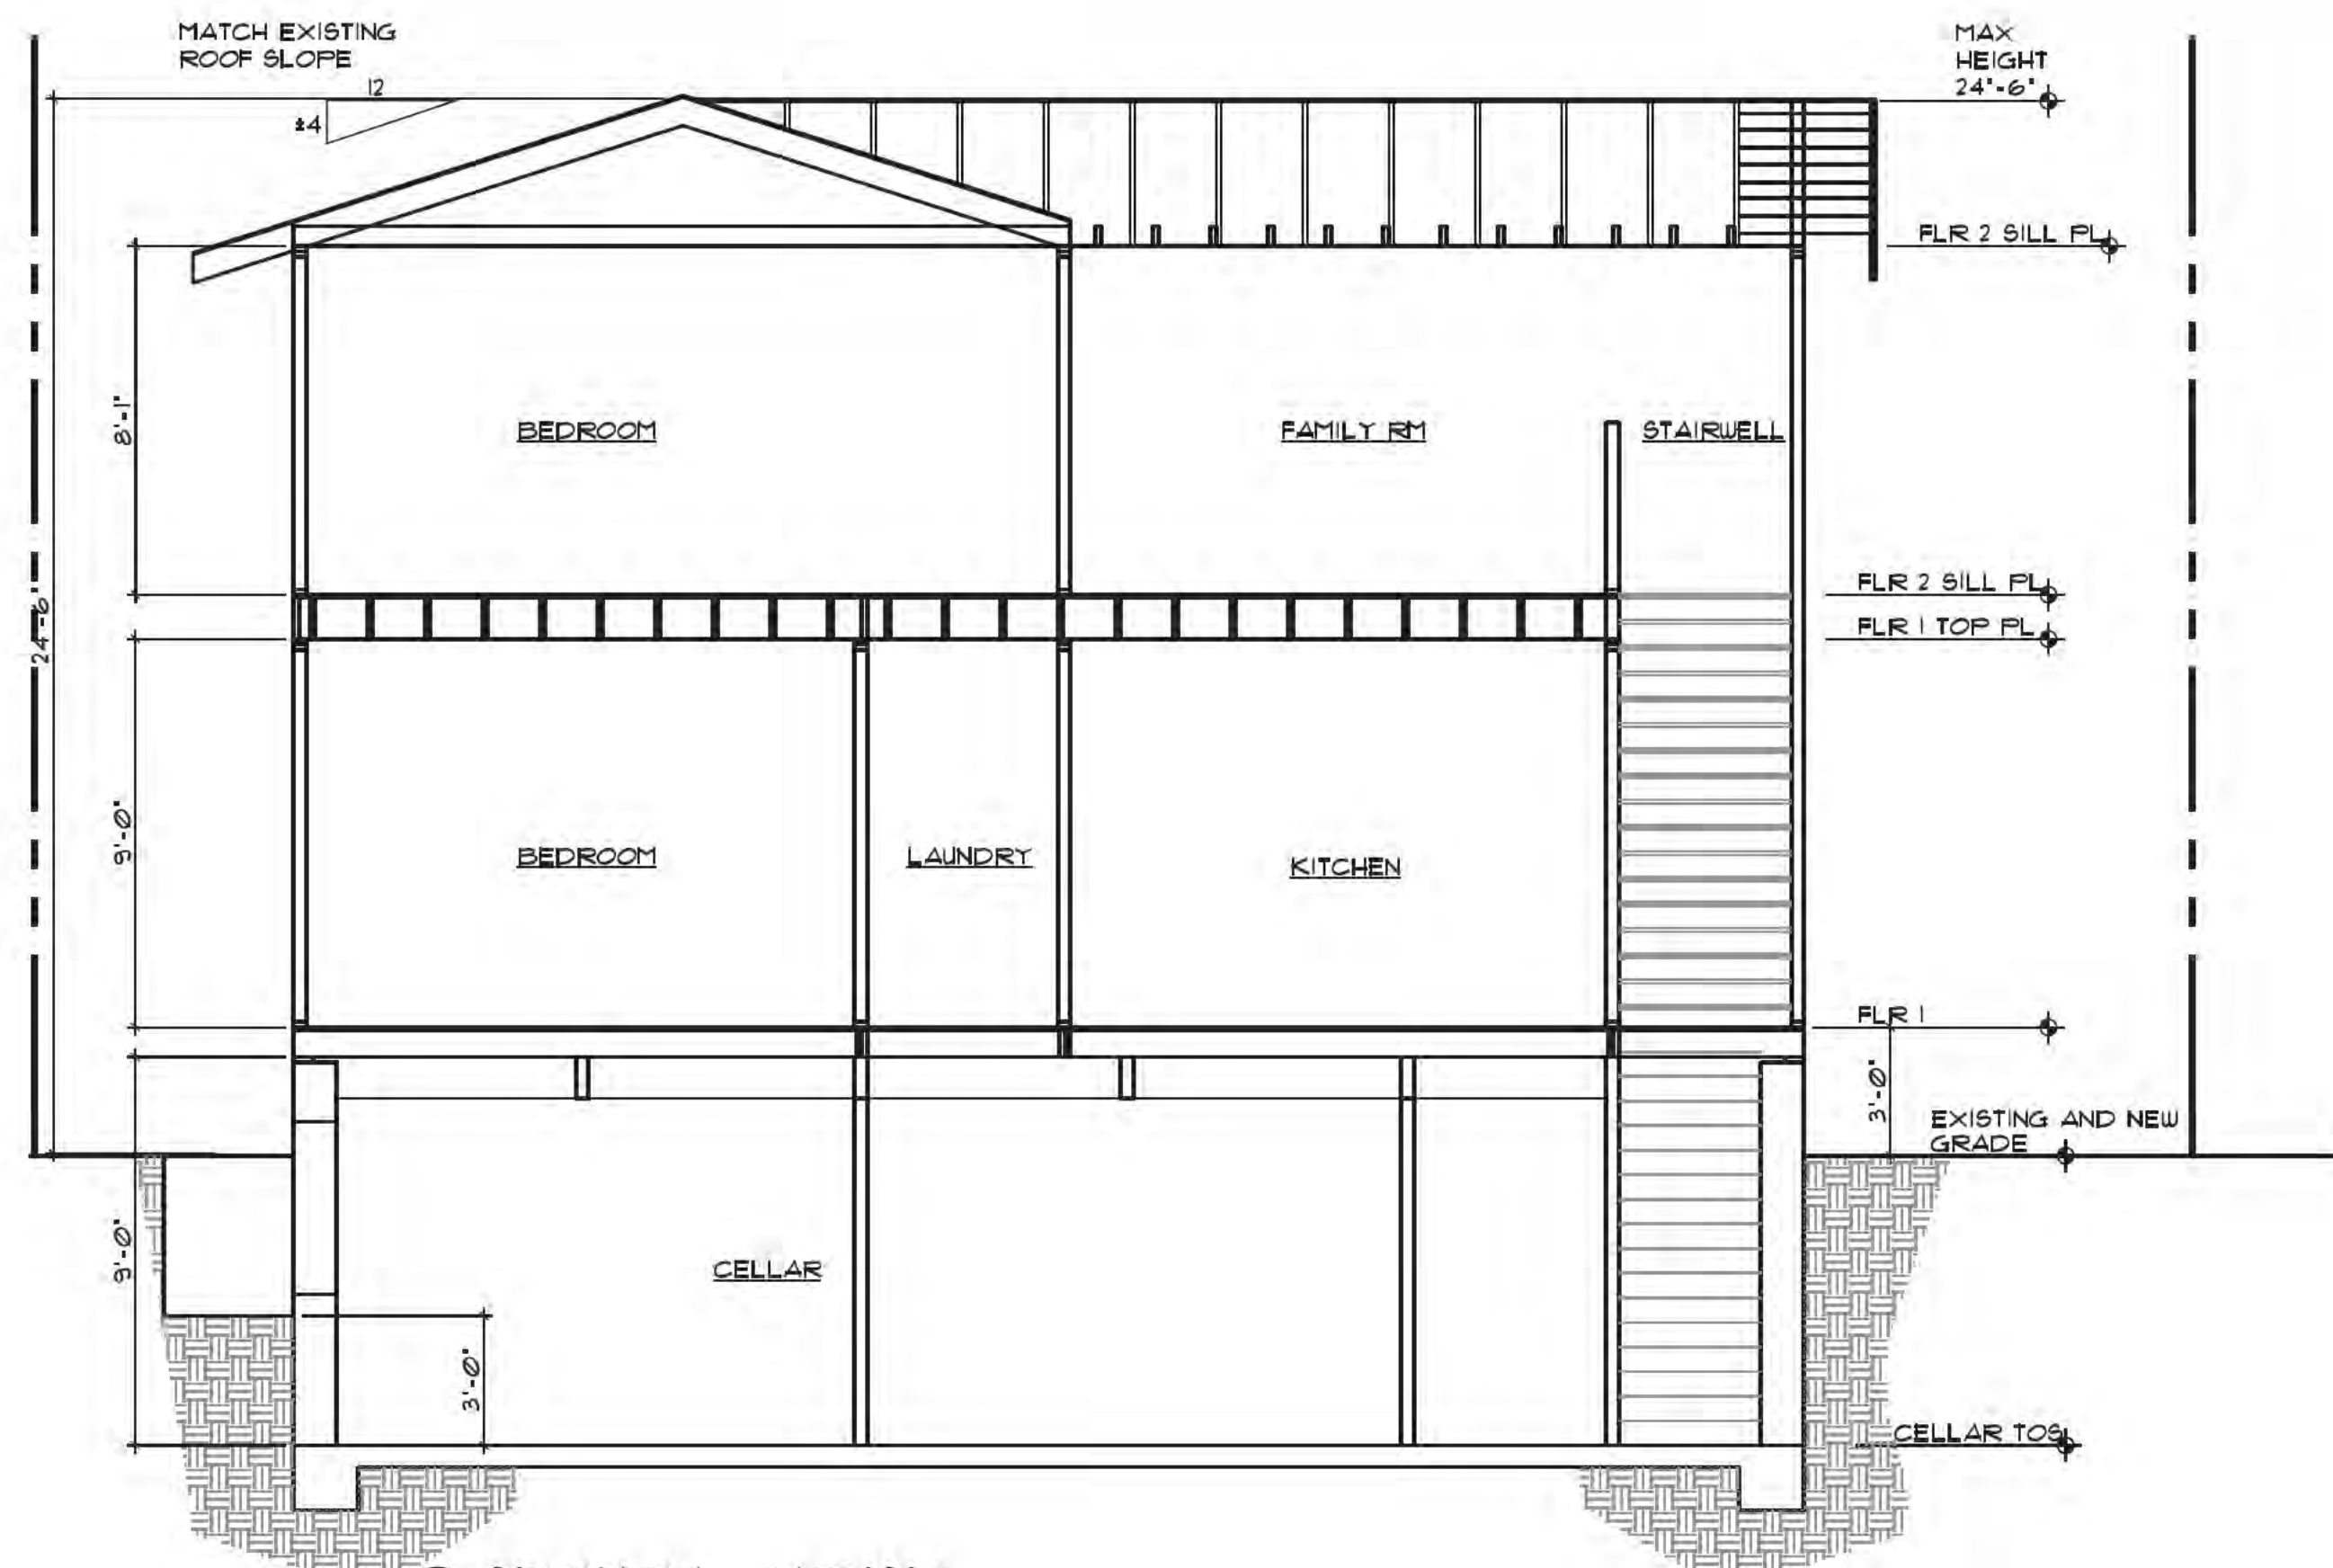 MATCH EXISTING
ROOF SLOPE
12
±4
MAX
HEIGHT
24"-6"
FLR 2 SILL PL
8'-1"
BEDROOM
FAMILY RM
STAIRWELL
FLR 2 SILL PL
FLR 1 TOP PL
24'-6"
9'-0"
BEDROOM
LAUNDRY
KITCHEN
FLR 1
3'-0"
EXISTING AND NEW
GRADE
9'-0"
CELLAR
3'-0"
CELLAR TOS